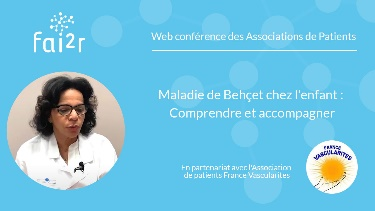 fai2r
Web conférence des Associations de Patients
Maladie de Behçet chez l'enfant :
Comprendre et accompagner
En partenariat avec l'Association
de patients France Vascularites
FRANCE
VASCULARITES